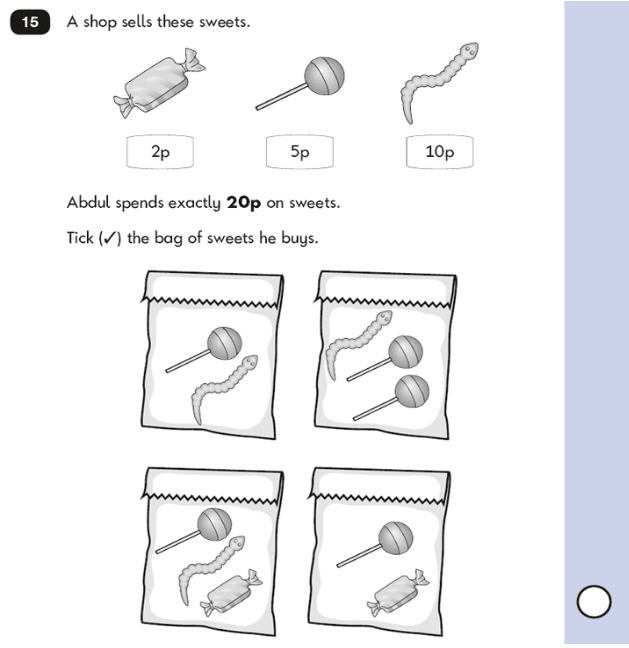 15 A shop sells these sweets.
2p 5p 10p
Abdul spends exactly 20p on sweets.
Tick (✓) the bag of sweets he buys.